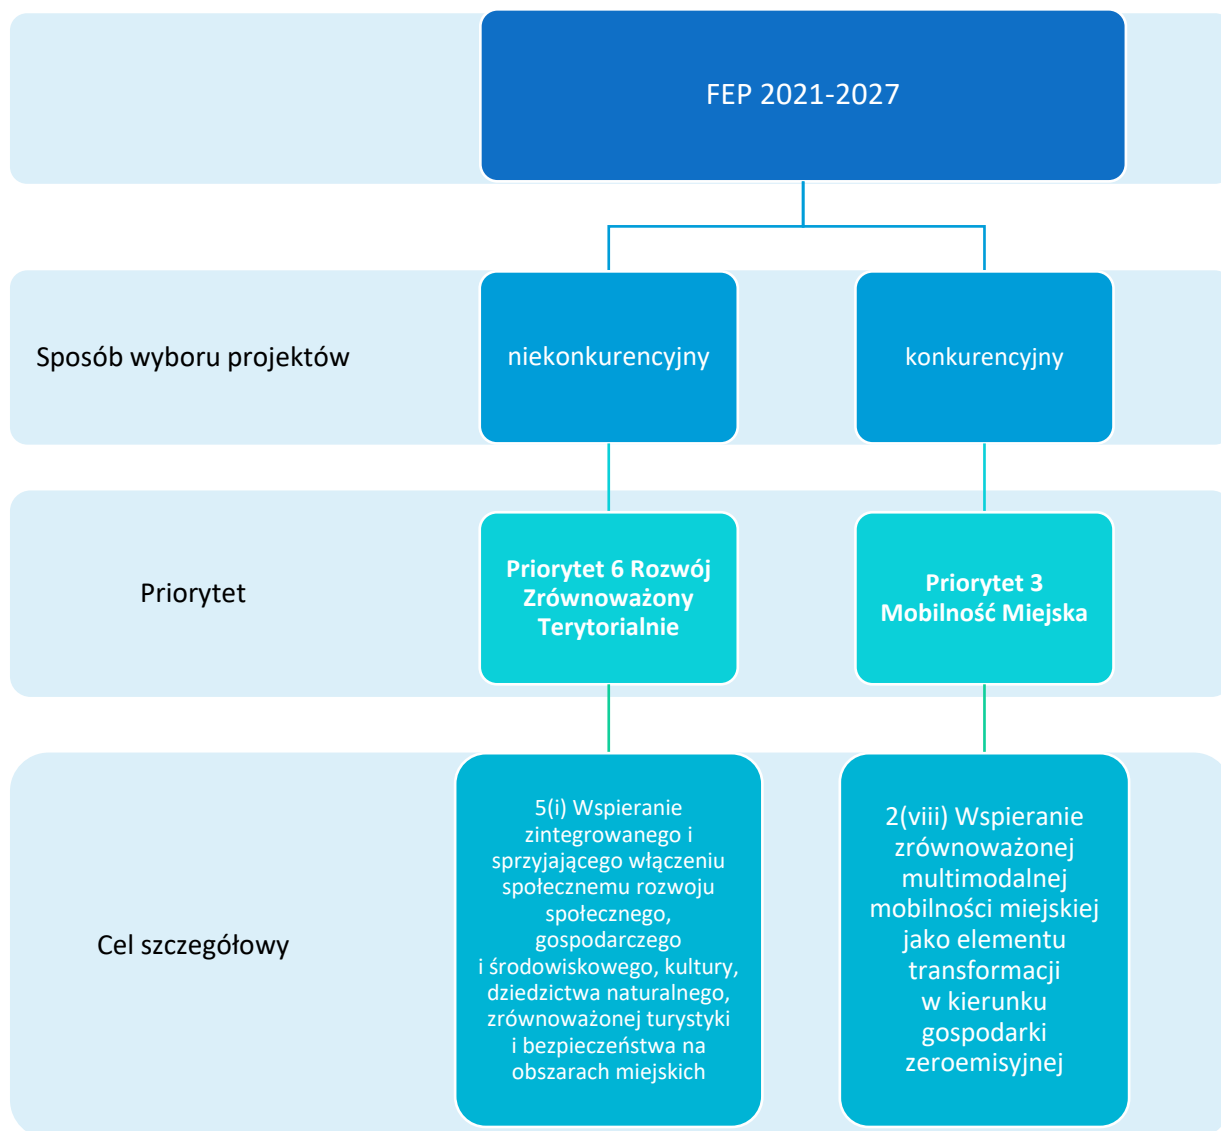 FEP 2021-2027
Sposób wyboru projektów
niekonkurencyjny
konkurencyjny
Priorytet
Priorytet 6 Rozwój
Zrównoważony
Terytorialnie
Priorytet 3
Mobilność Miejska
Cel szczegółowy
5(i) Wspieranie
zintegrowanego i
sprzyjającego włączeniu
społecznemu rozwoju
społecznego,
gospodarczego
i środowiskowego, kultury,
dziedzictwa naturalnego,
zrównoważonej turystyki
i bezpieczeństwa na
obszarach miejskich
2(viii) Wspieranie
zrównoważonej
multimodalnej
mobilności miejskiej
jako elementu
transformacji
w kierunku
gospodarki
zeroemisyjnej